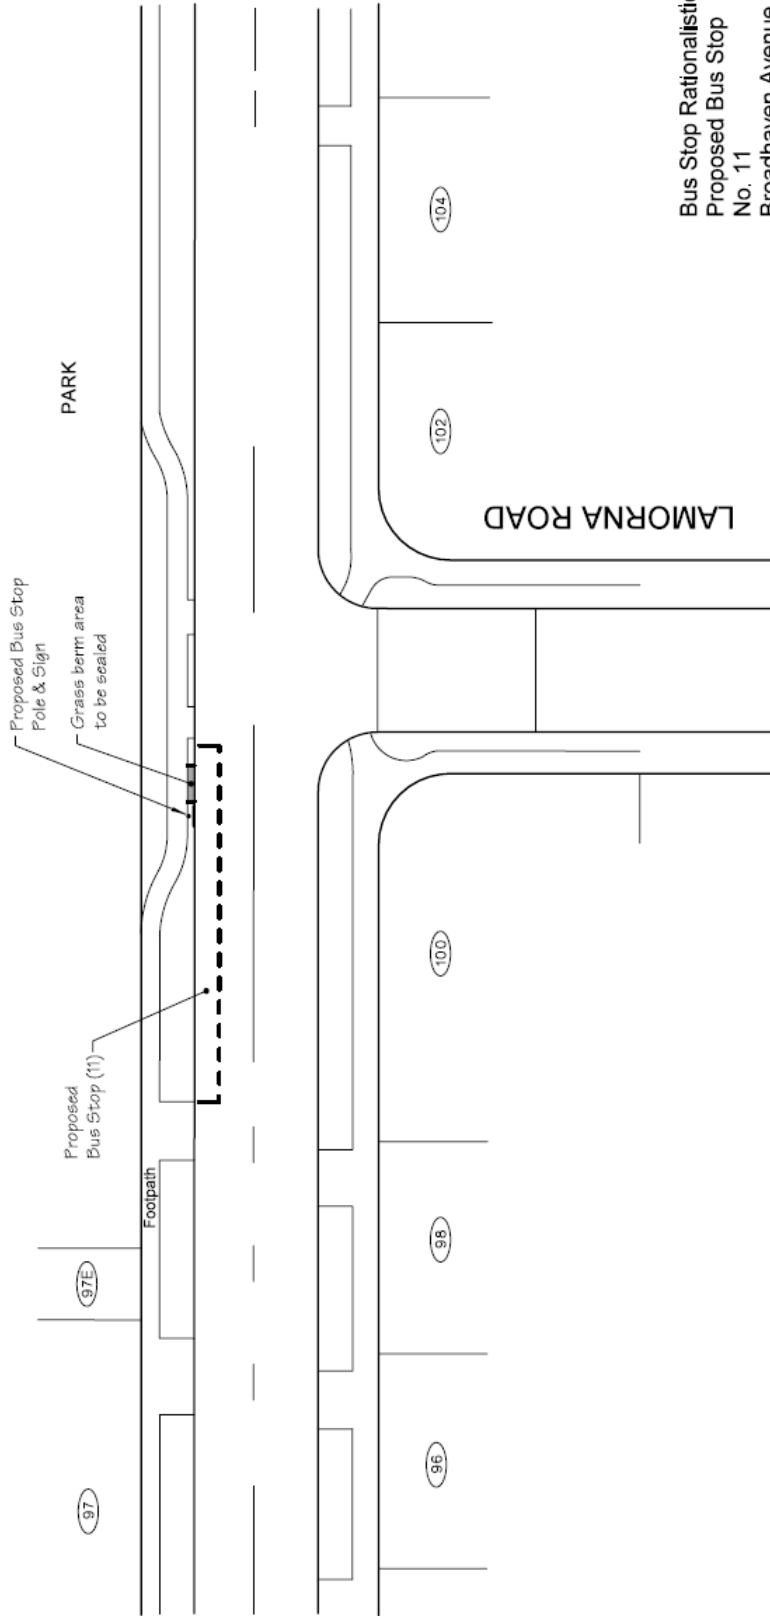 PARK
Proposed Bus Stop
Pole & Sign
Grass berm area
to be sealed
Proposed
Bus Stop (11)
Footpath
97
97E
96
98
100
102
104
LAMORNA ROAD
Proposed Bus Stop
No. 11
Broadhaven Avenue
Bus Stop